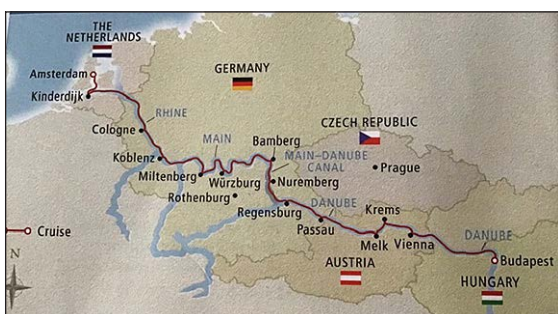 THE
NETHERLANDS
Amsterdam
Kinderdijk
GERMANY
RHINE
Cologne
Koblenz
MAIN
Miltenberg
Würzburg
Rothenburg
Bamberg
MAIN–DANUBE
CANAL
Nuremberg
CZECH REPUBLIC
Prague
Regensburg
DANUBE
Passau
Krems
Melk
Vienna
DANUBE
Budapest
AUSTRIA
HUNGARY
Cruise
N